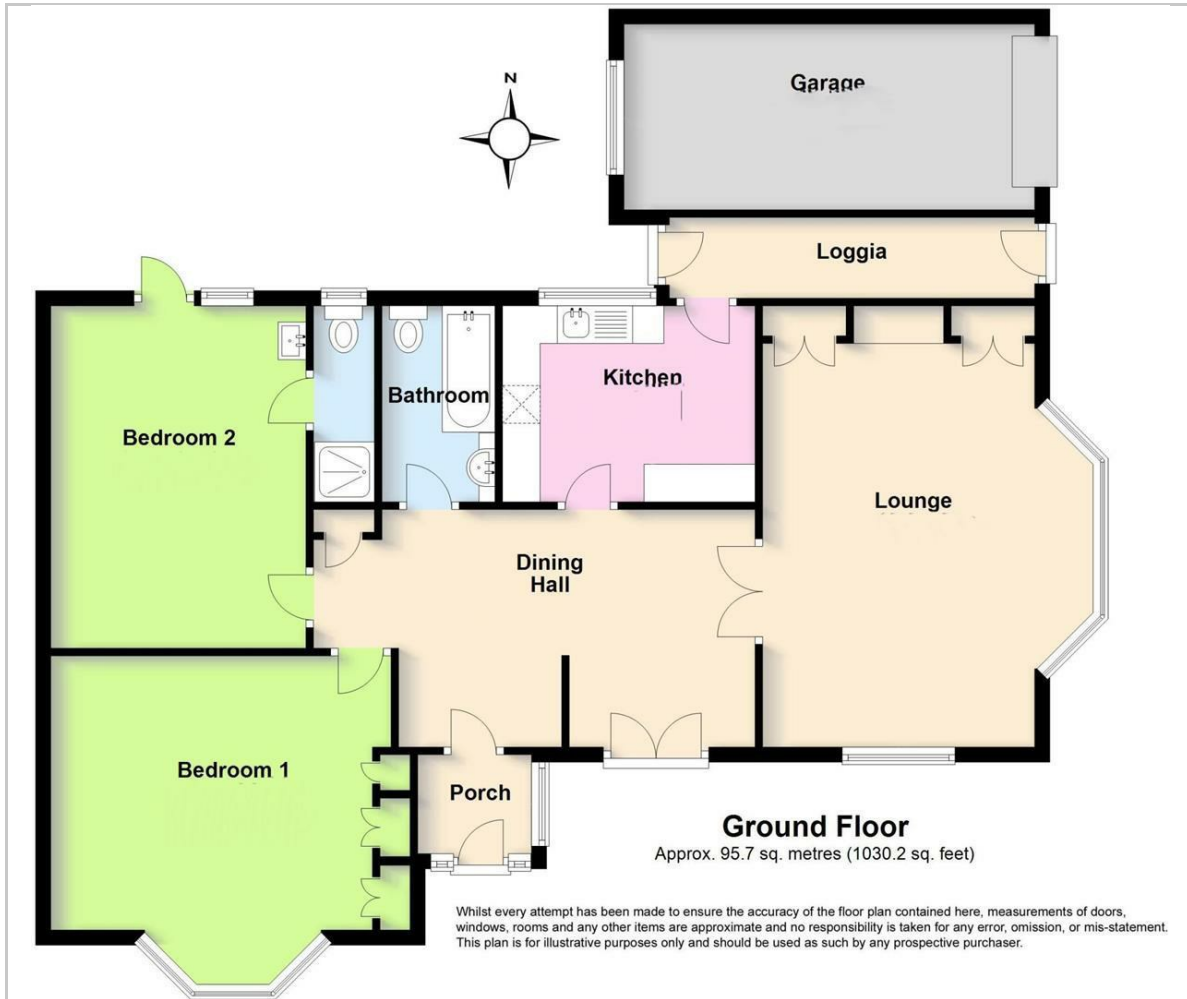 Garage
N
Loggia
Kitchen
Bathroom
Bedroom 2
Lounge
Dining
Hall
Bedroom 1
Porch
Ground Floor
Approx. 95.7 sq. metres (1030.2 sq. feet)
Whilst every attempt has been made to ensure the accuracy of the floor plan contained here, measurements of doors,
windows, rooms and any other items are approximate and no responsibility is taken for any error, omission, or mis-statement.
This plan is for illustrative purposes only and should be used as such by any prospective purchaser.